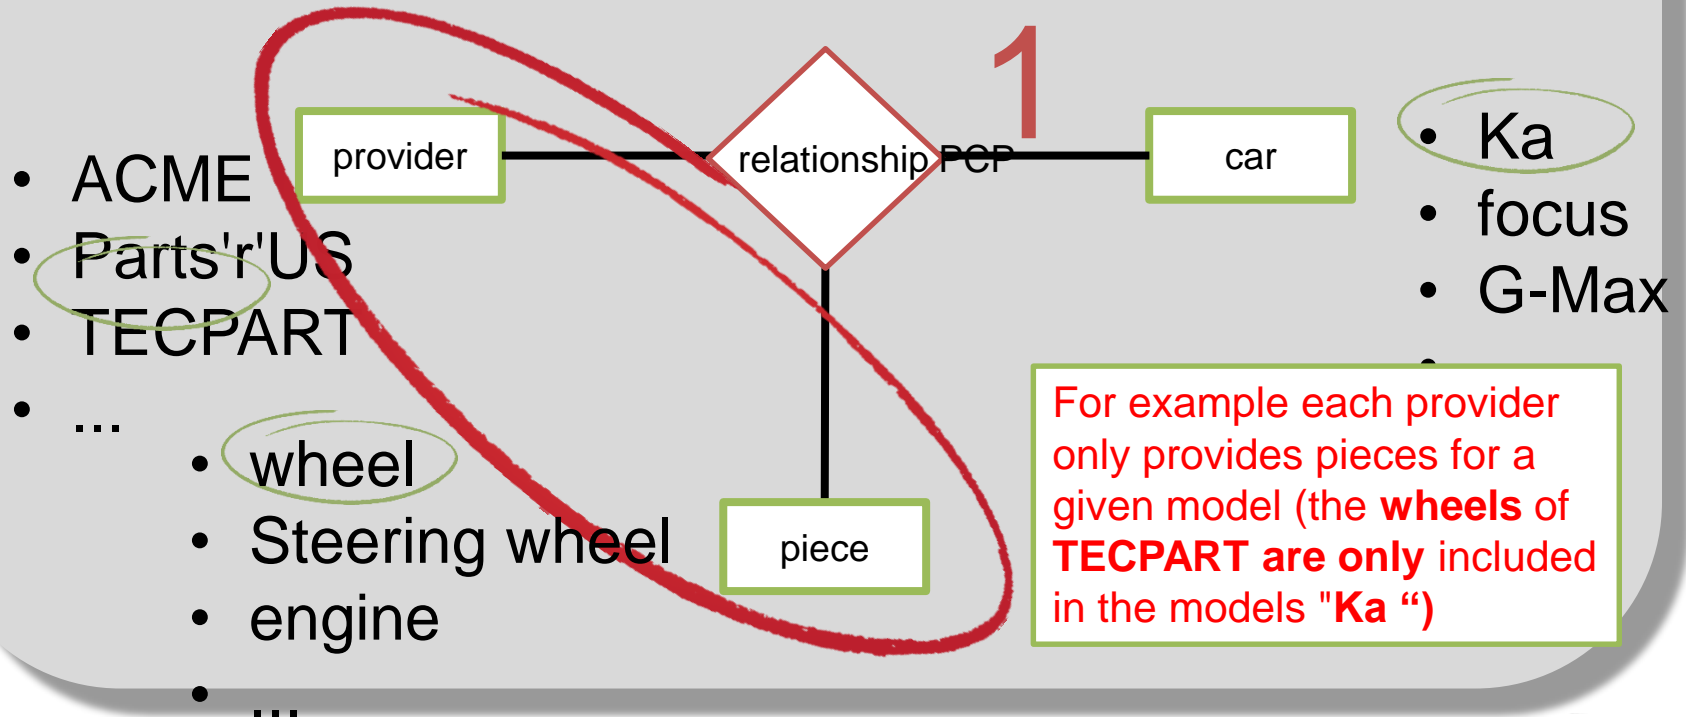 1
provider
relationship PCP
car
• ACME
• Parts'r'US
• TECPART
• ...
• Ka
• focus
• G-Max
•
• wheel
• Steering wheel
• engine
• ...
piece
For example each provider
only provides pieces for a
given model (the wheels of
TECPART are only included
in the models "Ka “)